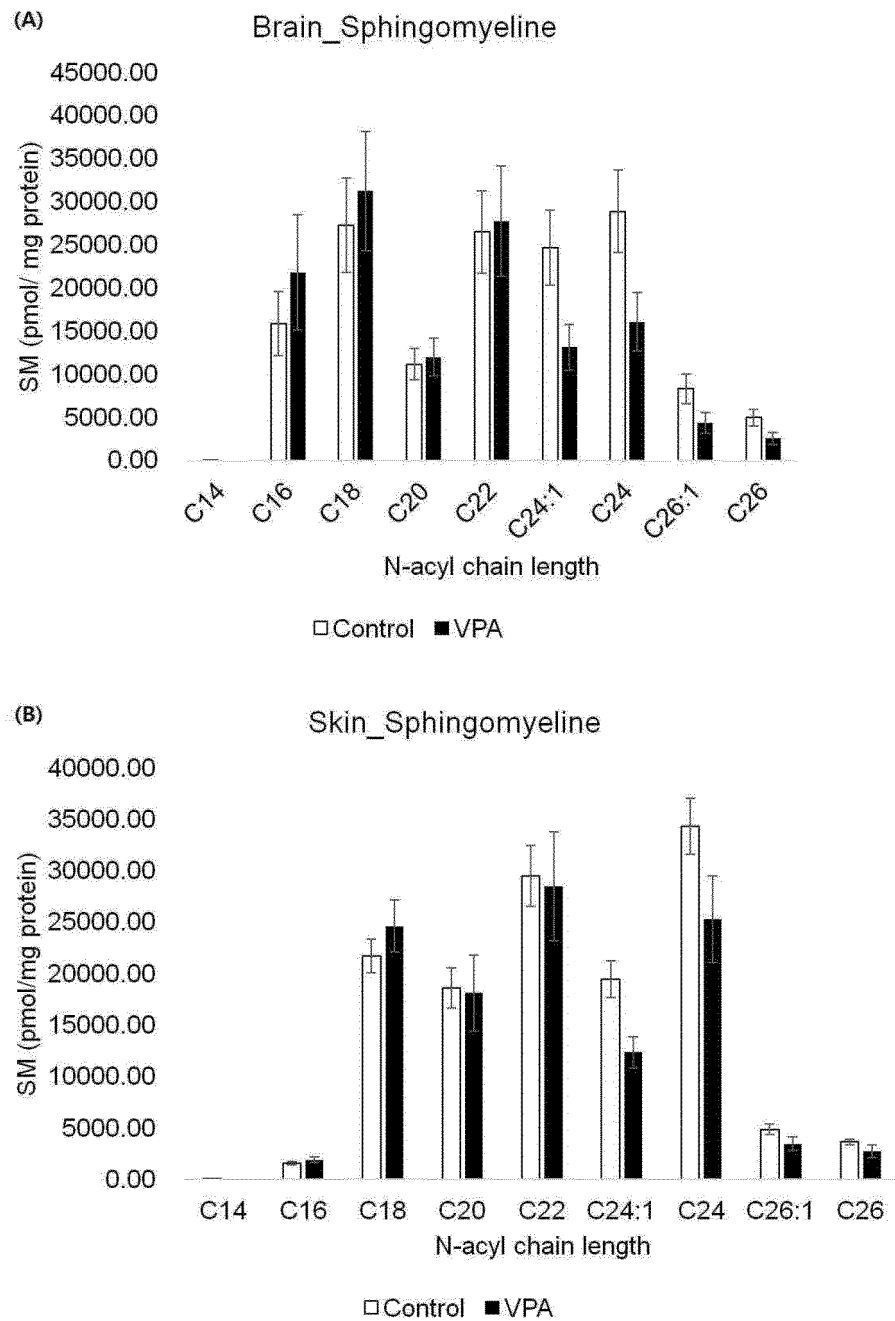 (A)
Brain_Sphingomyeline
45000.00
40000.00
35000.00
30000.00
25000.00
20000.00
15000.00
10000.00
5000.00
0.00
SM (pmol/ mg protein)
C14 C16 C18 C20 C22 C24:1 C24 C26:1 C26
N-acyl chain length
Control VPA
(B)
Skin_Sphingomyeline
40000.00
35000.00
30000.00
25000.00
20000.00
15000.00
10000.00
5000.00
0.00
SM (pmol/mg protein)
C14 C16 C18 C20 C22 C24:1 C24 C26:1 C26
N-acyl chain length
Control VPA